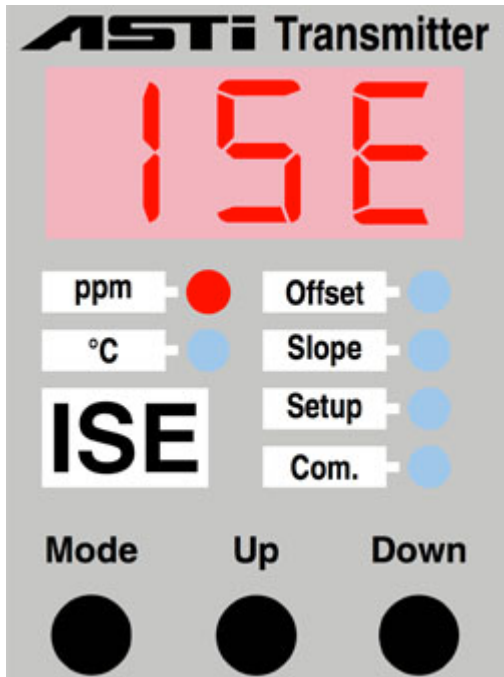 ASTi Transmitter
ISE
ppm
Offset
°C
Slope
ISE
Setup
Com.
Mode Up Down